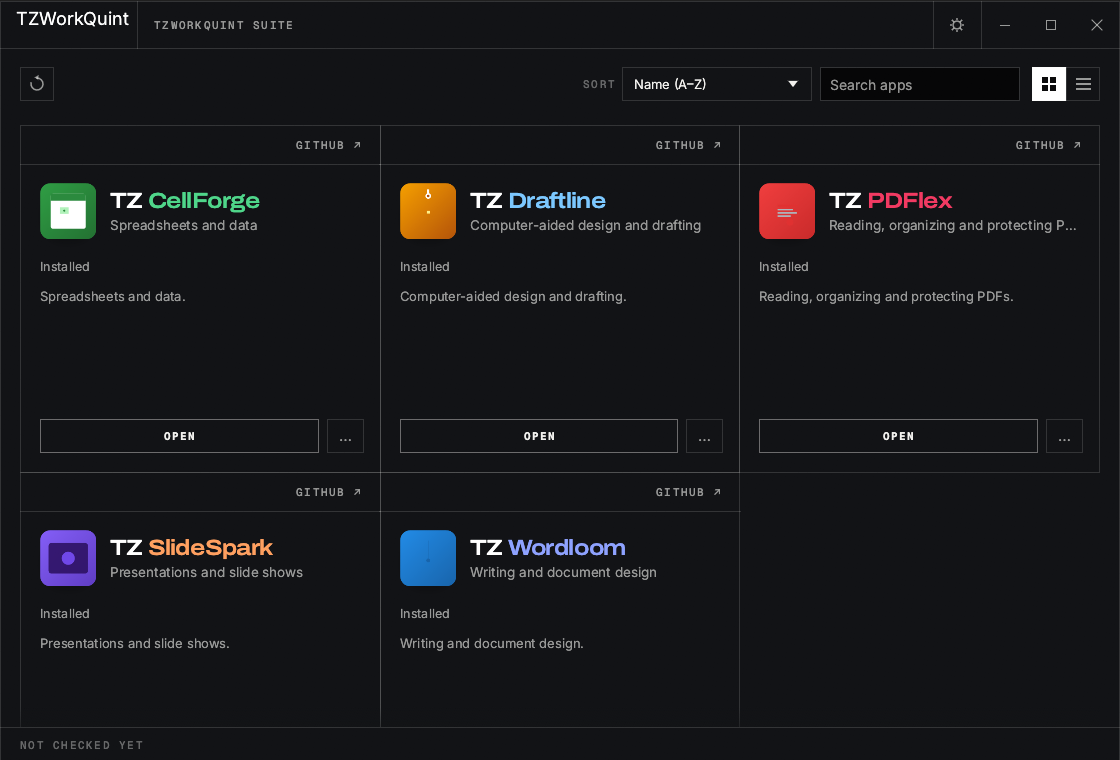 TZWorkQuint
TZWORKQUINT SUITE
SORT
Name (A–Z)
Search apps
GITHUB ↗
GITHUB ↗
GITHUB ↗
TZ CellForge
Spreadsheets and data
Installed
Spreadsheets and data.
OPEN
...
TZ Draftline
Computer-aided design and drafting
Installed
Computer-aided design and drafting.
OPEN
...
TZ PDFlex
Reading, organizing and protecting P...
Installed
Reading, organizing and protecting PDFs.
OPEN
...
GITHUB ↗
GITHUB ↗
TZ SlideSpark
Presentations and slide shows
Installed
Presentations and slide shows.
TZ Wordloom
Writing and document design
Installed
Writing and document design.
NOT CHECKED YET